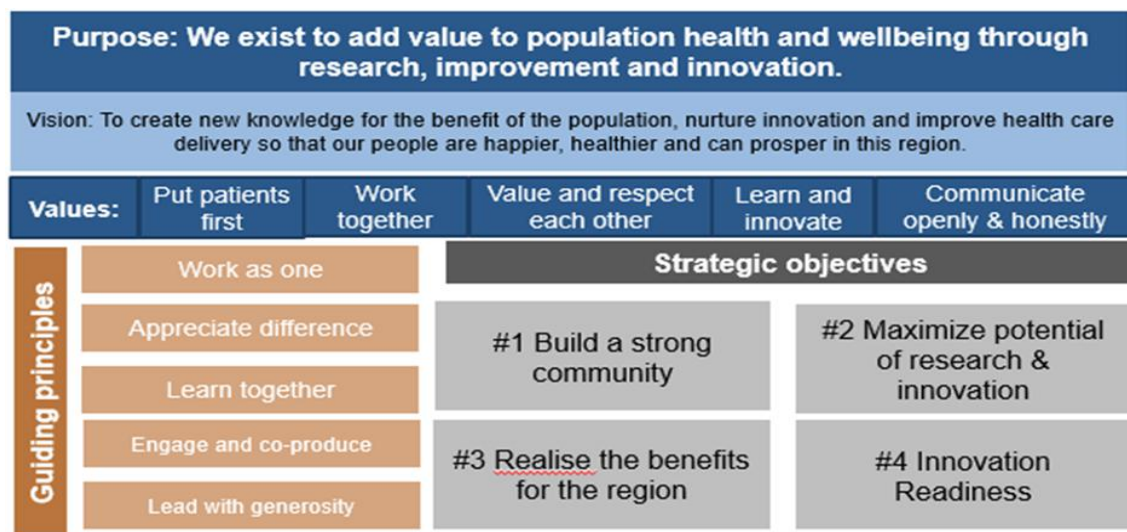 Purpose: We exist to add value to population health and wellbeing through
research, improvement and innovation.
Vision: To create new knowledge for the benefit of the population, nurture innovation and improve health care
delivery so that our people are happier, healthier and can prosper in this region.
Values:
Put patients
first
Work
together
Value and respect
each other
Learn and
innovate
Communicate
openly & honestly
Guiding principles
Work as one
Appreciate difference
Learn together
Engage and co-produce
Lead with generosity
Strategic objectives
#1 Build a strong
community
#2 Maximize potential
of research &
innovation
#3 Realise the benefits
for the region
#4 Innovation
Readiness